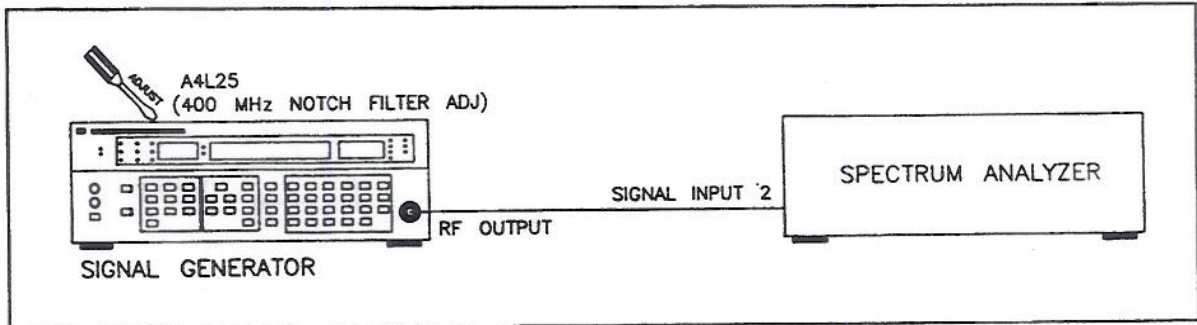 ADJUST
A4L25
(400 MHz NOTCH FILTER ADJ)
SPECTRUM ANALYZER
SIGNAL INPUT 2
RF OUTPUT
SIGNAL GENERATOR